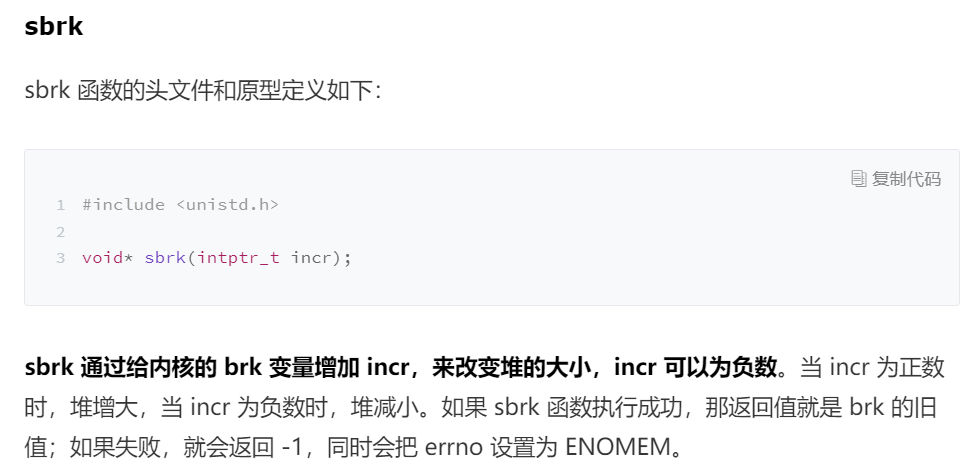 sbrk
sbrk 函数的头文件和原型定义如下：
复制代码
1 #include <unistd.h>
2
3 void* sbrk(intptr_t incr);
sbrk 通过给内核的 brk 变量增加 incr，来改变堆的大小，incr 可以为负数。当 incr 为正数
时，堆增大，当 incr 为负数时，堆减小。如果 sbrk 函数执行成功，那返回值就是 brk 的旧
值；如果失败，就会返回 -1，同时会把 errno 设置为 ENOMEM。